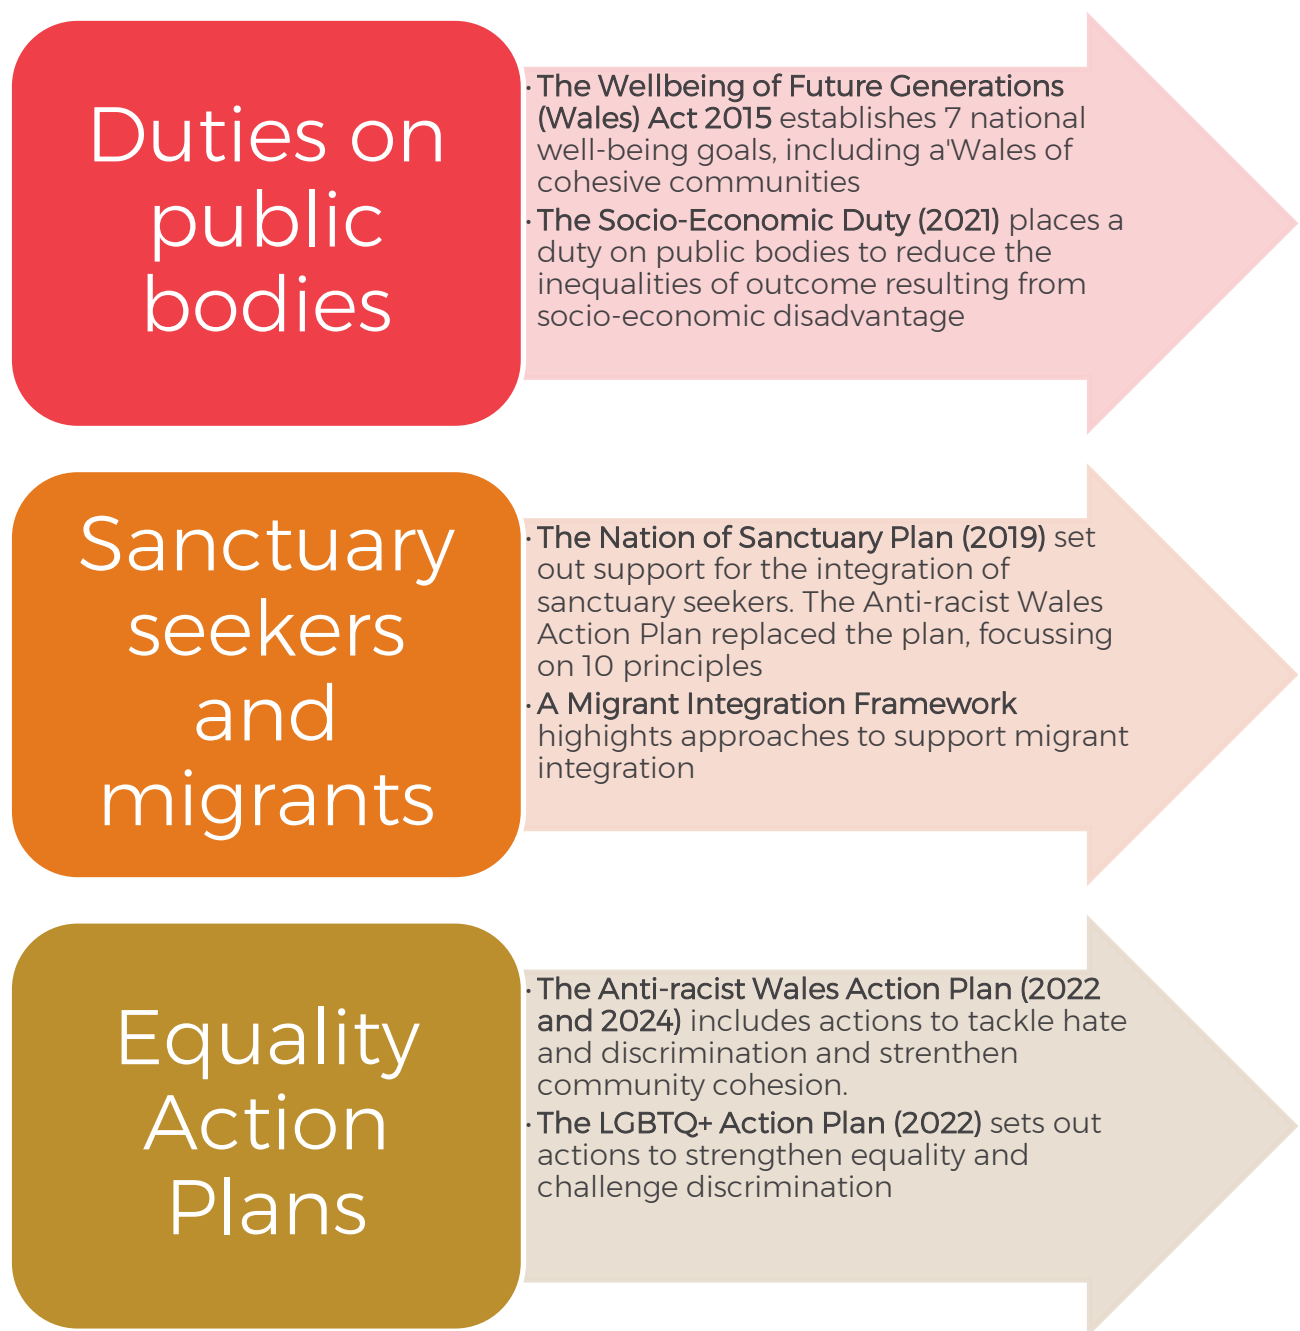 Duties on
public
bodies
· The Wellbeing of Future Generations
(Wales) Act 2015 establishes 7 national
well-being goals, including a'Wales of
cohesive communities
· The Socio-Economic Duty (2021) places a
duty on public bodies to reduce the
inequalities of outcome resulting from
socio-economic disadvantage
Sanctuary
seekers
and
migrants
· The Nation of Sanctuary Plan (2019) set
out support for the integration of
sanctuary seekers. The Anti-racist Wales
Action Plan replaced the plan, focussing
on 10 principles
· A Migrant Integration Framework
highights approaches to support migrant
integration
Equality
Action
Plans
· The Anti-racist Wales Action Plan (2022
and 2024) includes actions to tackle hate
and discrimination and strenthen
community cohesion.
· The LGBTQ+ Action Plan (2022) sets out
actions to strengthen equality and
challenge discrimination